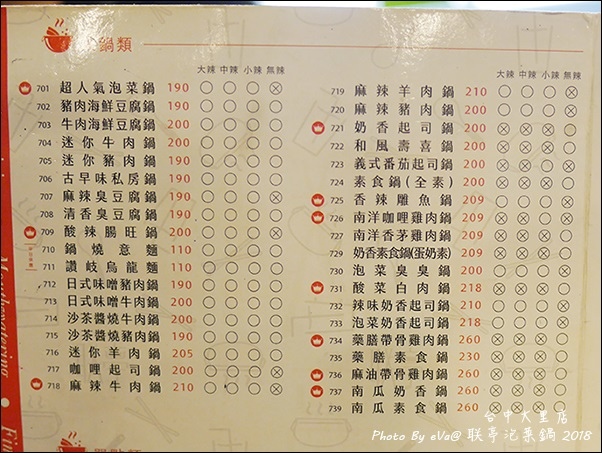 鍋類
大辣 中辣 小辣 無辣
701 超人氣泡菜鍋 190
702 豬肉海鮮豆腐鍋 190
703 牛肉海鮮豆腐鍋 200
704 迷你牛肉鍋 200
705 迷你豬肉鍋 190
706 古早味私房鍋 190
707 麻辣臭豆腐鍋 190
708 清香臭豆腐鍋 190
709 酸辣腸旺鍋 200
710 鍋燒意麵 110
711 讚岐烏龍麵 110
712 日式味噌豬肉鍋 190
713 日式味噌牛肉鍋 200
714 沙茶醬燒牛肉鍋 200
715 沙茶醬燒豬肉鍋 190
716 迷你羊肉鍋 205
717 咖哩起司鍋 200
718 麻辣牛肉鍋 210
大辣 中辣 小辣 無辣
719 麻辣羊肉鍋 210
720 麻辣豬肉鍋 200
721 奶香起司鍋 200
722 和風壽喜鍋 200
723 義式番茄起司鍋 200
724 素食鍋(全素) 200
725 香辣雕魚鍋 209
726 南洋咖哩雞肉鍋 209
727 南洋香茅雞肉鍋 209
729 奶香素食鍋(蛋奶素) 209
730 泡菜臭臭鍋 209
731 酸菜白肉鍋 218
732 辣味奶香起司鍋 210
733 泡菜奶香起司鍋 218
734 藥膳帶骨雞肉鍋 260
735 藥膳素食鍋 230
736 麻油帶骨雞肉鍋 260
737 南瓜奶香鍋 260
739 南瓜素食鍋 260
台中大里店
Photo By eVa@ 联亭泡菜鍋 2018